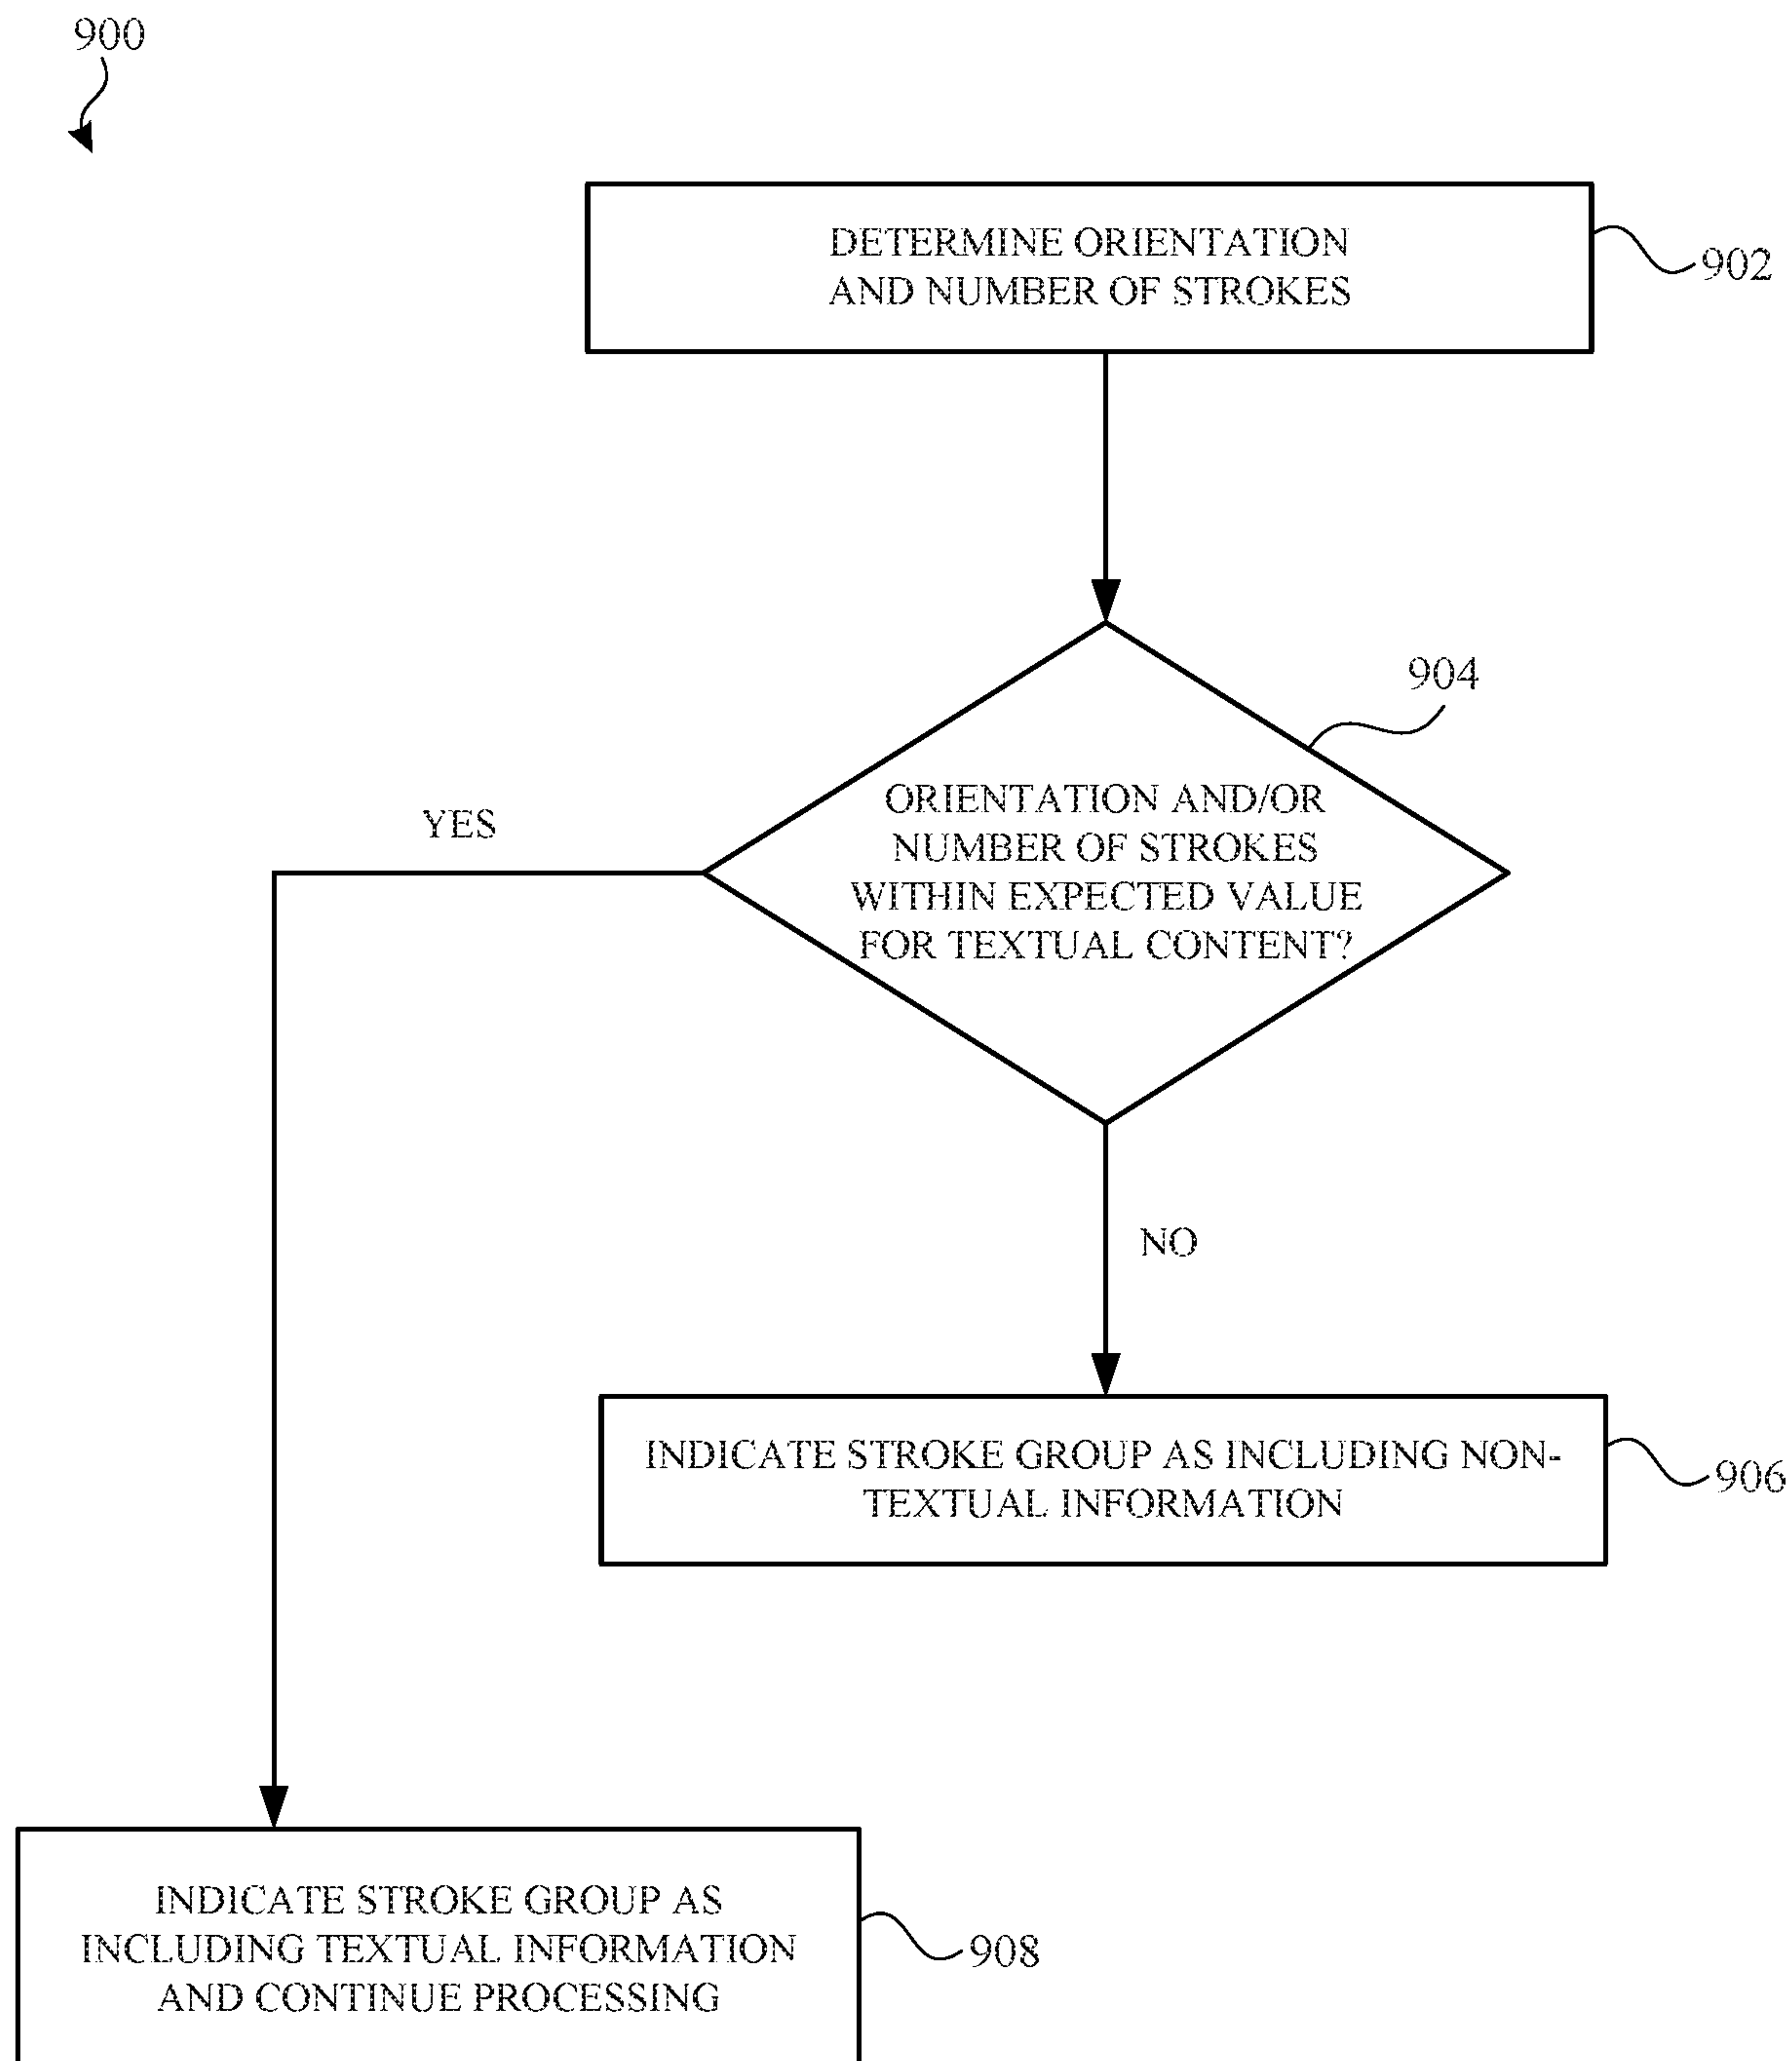 900
DETERMINE ORIENTATION
AND NUMBER OF STROKES
902
904
ORIENTATION AND/OR
NUMBER OF STROKES
WITHIN EXPECTED VALUE
FOR TEXTUAL CONTENT?
YES
NO
INDICATE STROKE GROUP AS INCLUDING NON-
TEXTUAL INFORMATION
906
INDICATE STROKE GROUP AS
INCLUDING TEXTUAL INFORMATION
AND CONTINUE PROCESSING
908